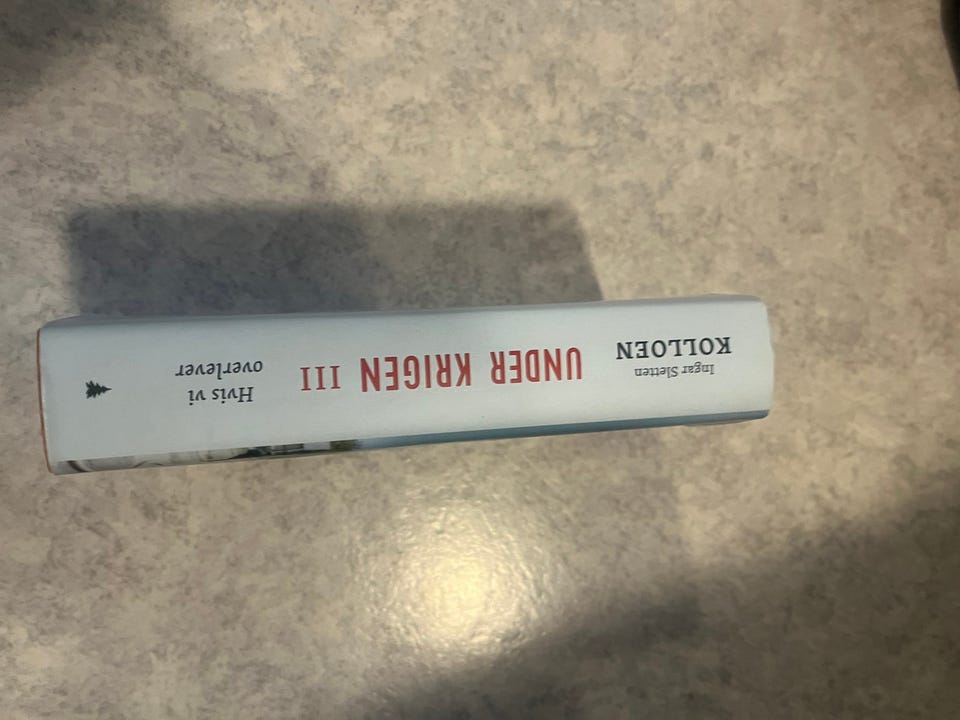 Ingar Sletten
KOLLOEN
UNDER KRIGEN III
Hvis vi
overlever